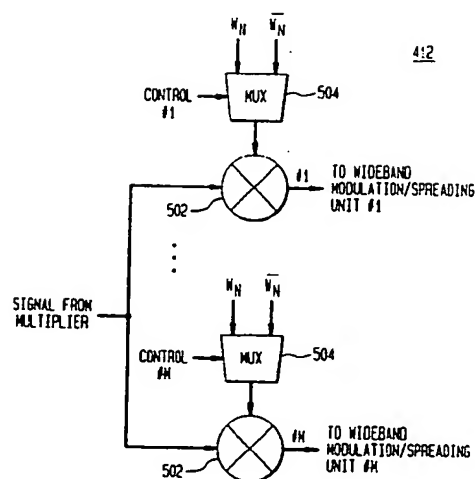 W_N W̅_N
412
CONTROL #1
MUX
504
#1
TO WIDEBAND MODULATION/SPREADING UNIT #1
502
SIGNAL FROM MULTIPLIER
W_N W̅_N
CONTROL #M
MUX
504
#M
TO WIDEBAND MODULATION/SPREADING UNIT #M
502